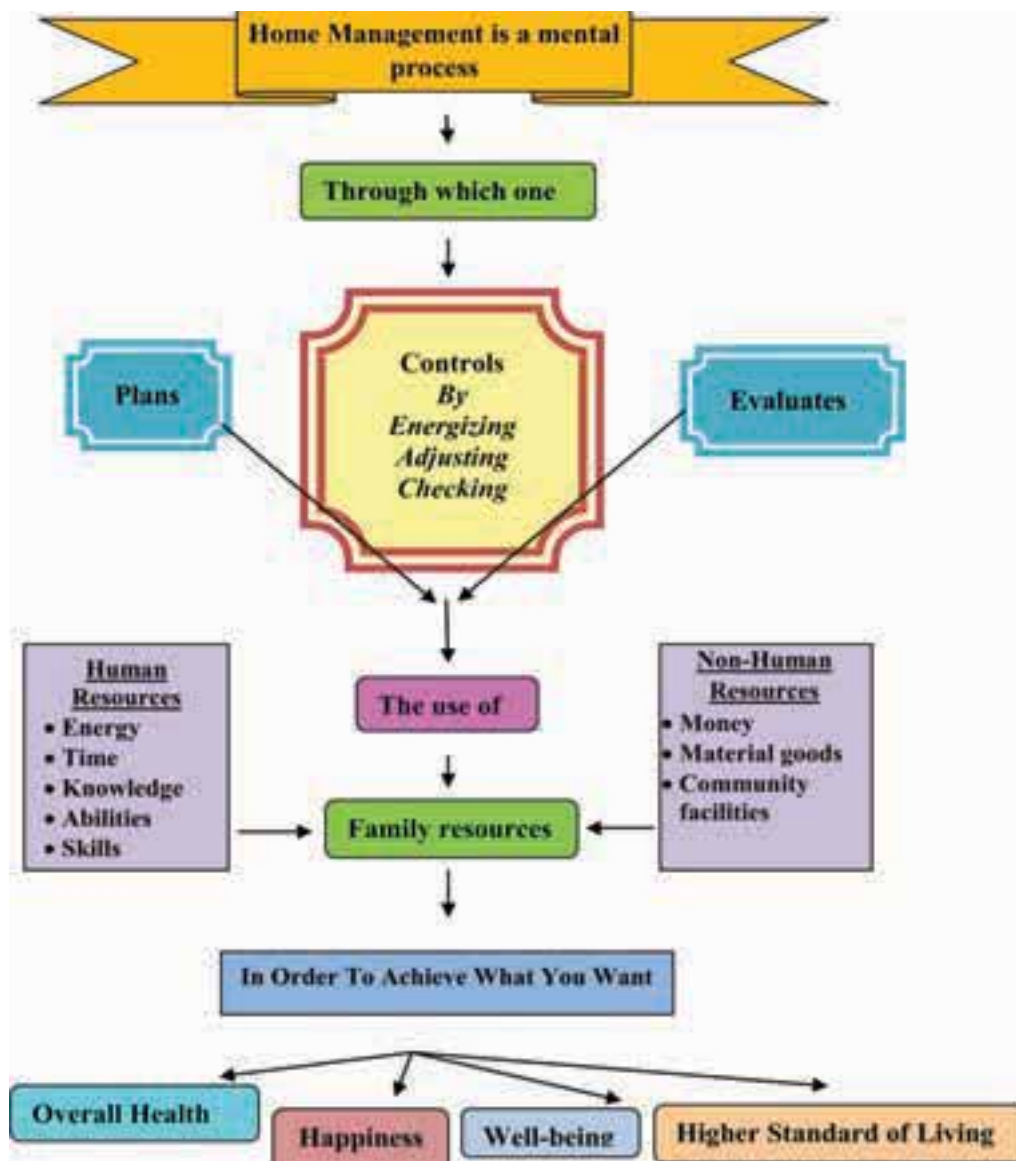 Home Management is a mental
process
Through which one
Plans
Controls
By
Energizing
Adjusting
Checking
Evaluates
Human
Resources
• Energy
• Time
• Knowledge
• Abilities
• Skills
The use of
Non-Human
Resources
• Money
• Material goods
• Community
facilities
Family resources
In Order To Achieve What You Want
Overall Health
Happiness
Well-being
Higher Standard of Living